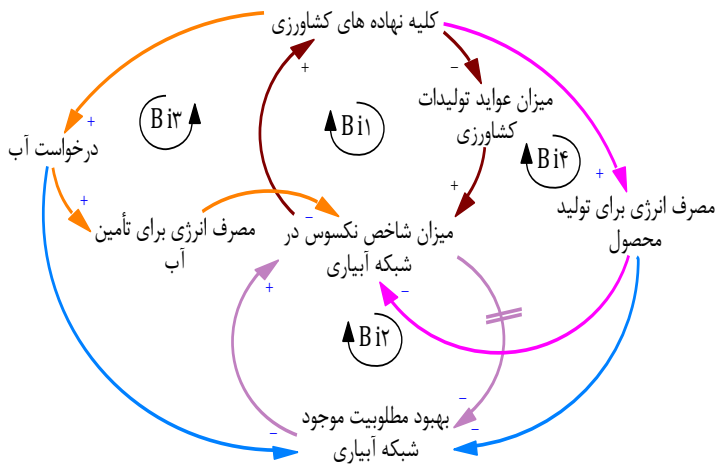 کلیه نهاده های کشاورزی
+
–
Bi۳
Bi۱
میزان عواید تولیدات
کشاورزی
+
درخواست آب
Bi۴
+
+
+
مصرف انرژی برای تولید
محصول
مصرف انرژی برای تأمین
آب
–
میزان شاخص نکسوس در
شبکه آبیاری
+
–
Bi۲
–
–
–
بهبود مطلوبیت موجود
شبکه آبیاری